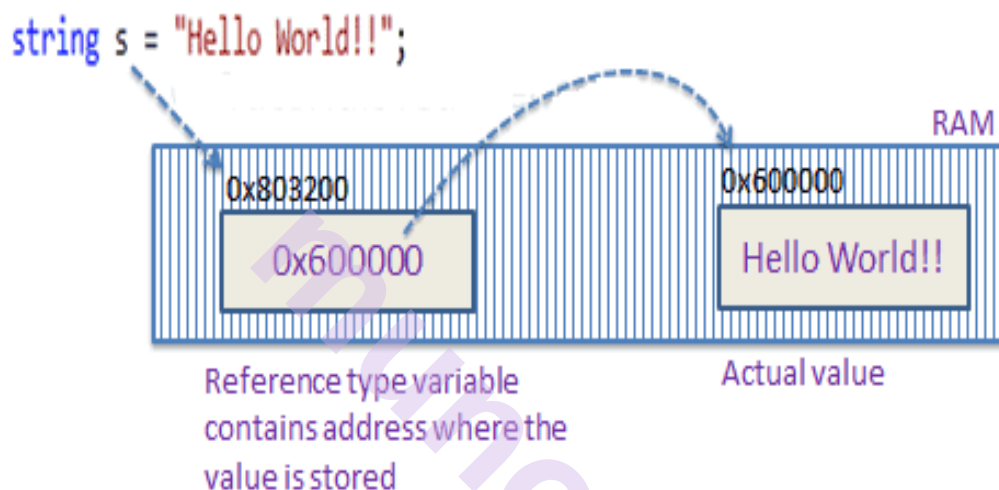 string s = "Hello World!!";
RAM
0x803200
0x600000
0x600000
Hello World!!
Reference type variable
contains address where the
value is stored
Actual value